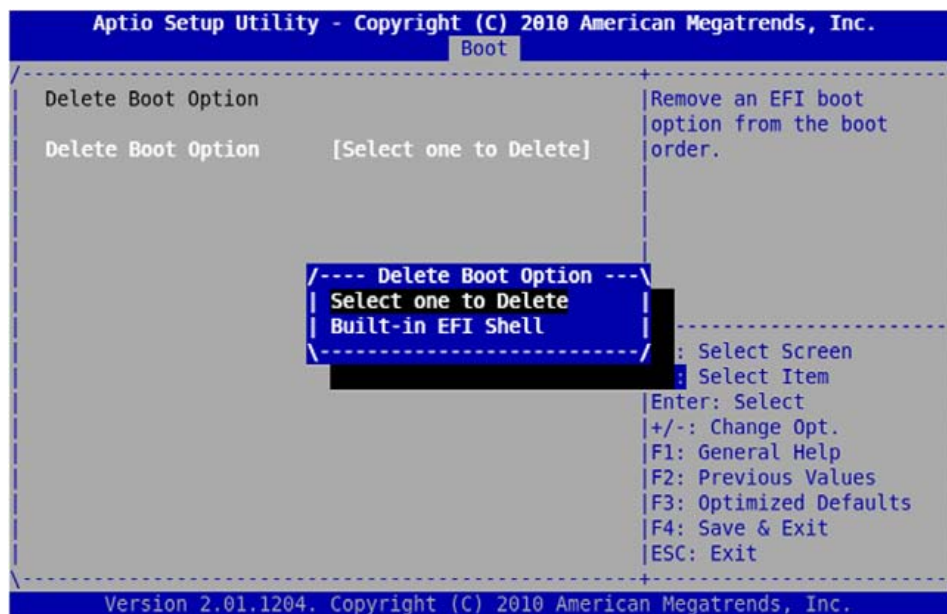 Aptio Setup Utility - Copyright (C) 2010 American Megatrends, Inc.
Boot
Delete Boot Option
Delete Boot Option [Select one to Delete]
Remove an EFI boot
option from the boot
order.
Delete Boot Option
Select one to Delete
Built-in EFI Shell
: Select Screen
: Select Item
Enter: Select
+/-: Change Opt.
F1: General Help
F2: Previous Values
F3: Optimized Defaults
F4: Save & Exit
ESC: Exit
Version 2.01.1204. Copyright (C) 2010 American Megatrends, Inc.